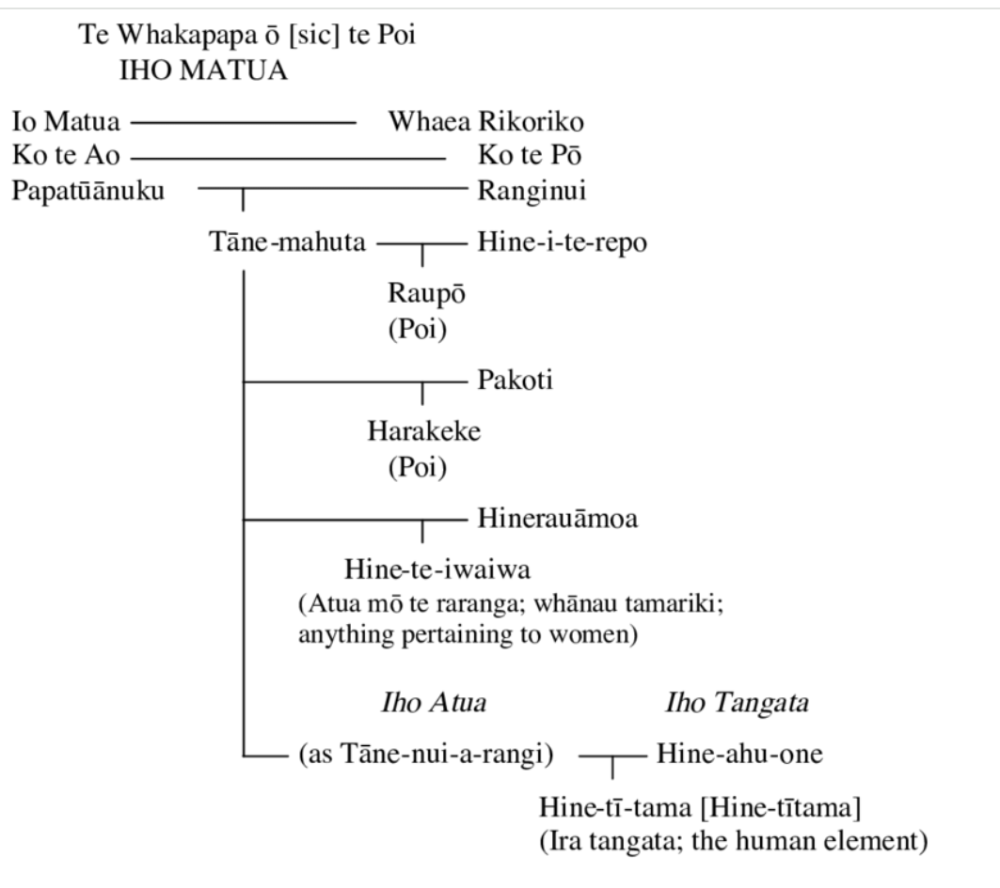 Te Whakapapa ō [sic] te Poi
IHO MATUA
Io Matua Whaea Rikoriko
Ko te Ao Ko te Pō
Papatūānuku Ranginui
Tāne-mahuta Hine-i-te-repo
Raupō
(Poi)
Pakoti
Harakeke
(Poi)
Hinerauāmoa
Hine-te-iwaiwa
(Atua mō te raranga; whānau tamariki;
anything pertaining to women)
Iho Atua Iho Tangata
(as Tāne-nui-a-rangi) Hine-ahu-one
Hine-tī-tama [Hine-tītama]
(Ira tangata; the human element)